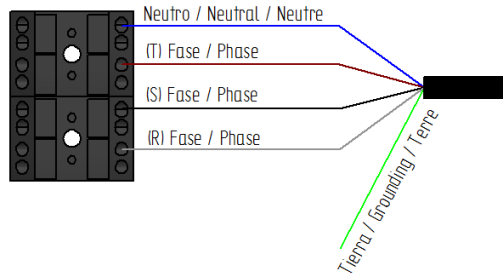 Neutro / Neutral / Neutre
(T) Fase / Phase
(S) Fase / Phase
(R) Fase / Phase
Tierra / Grounding / Terre